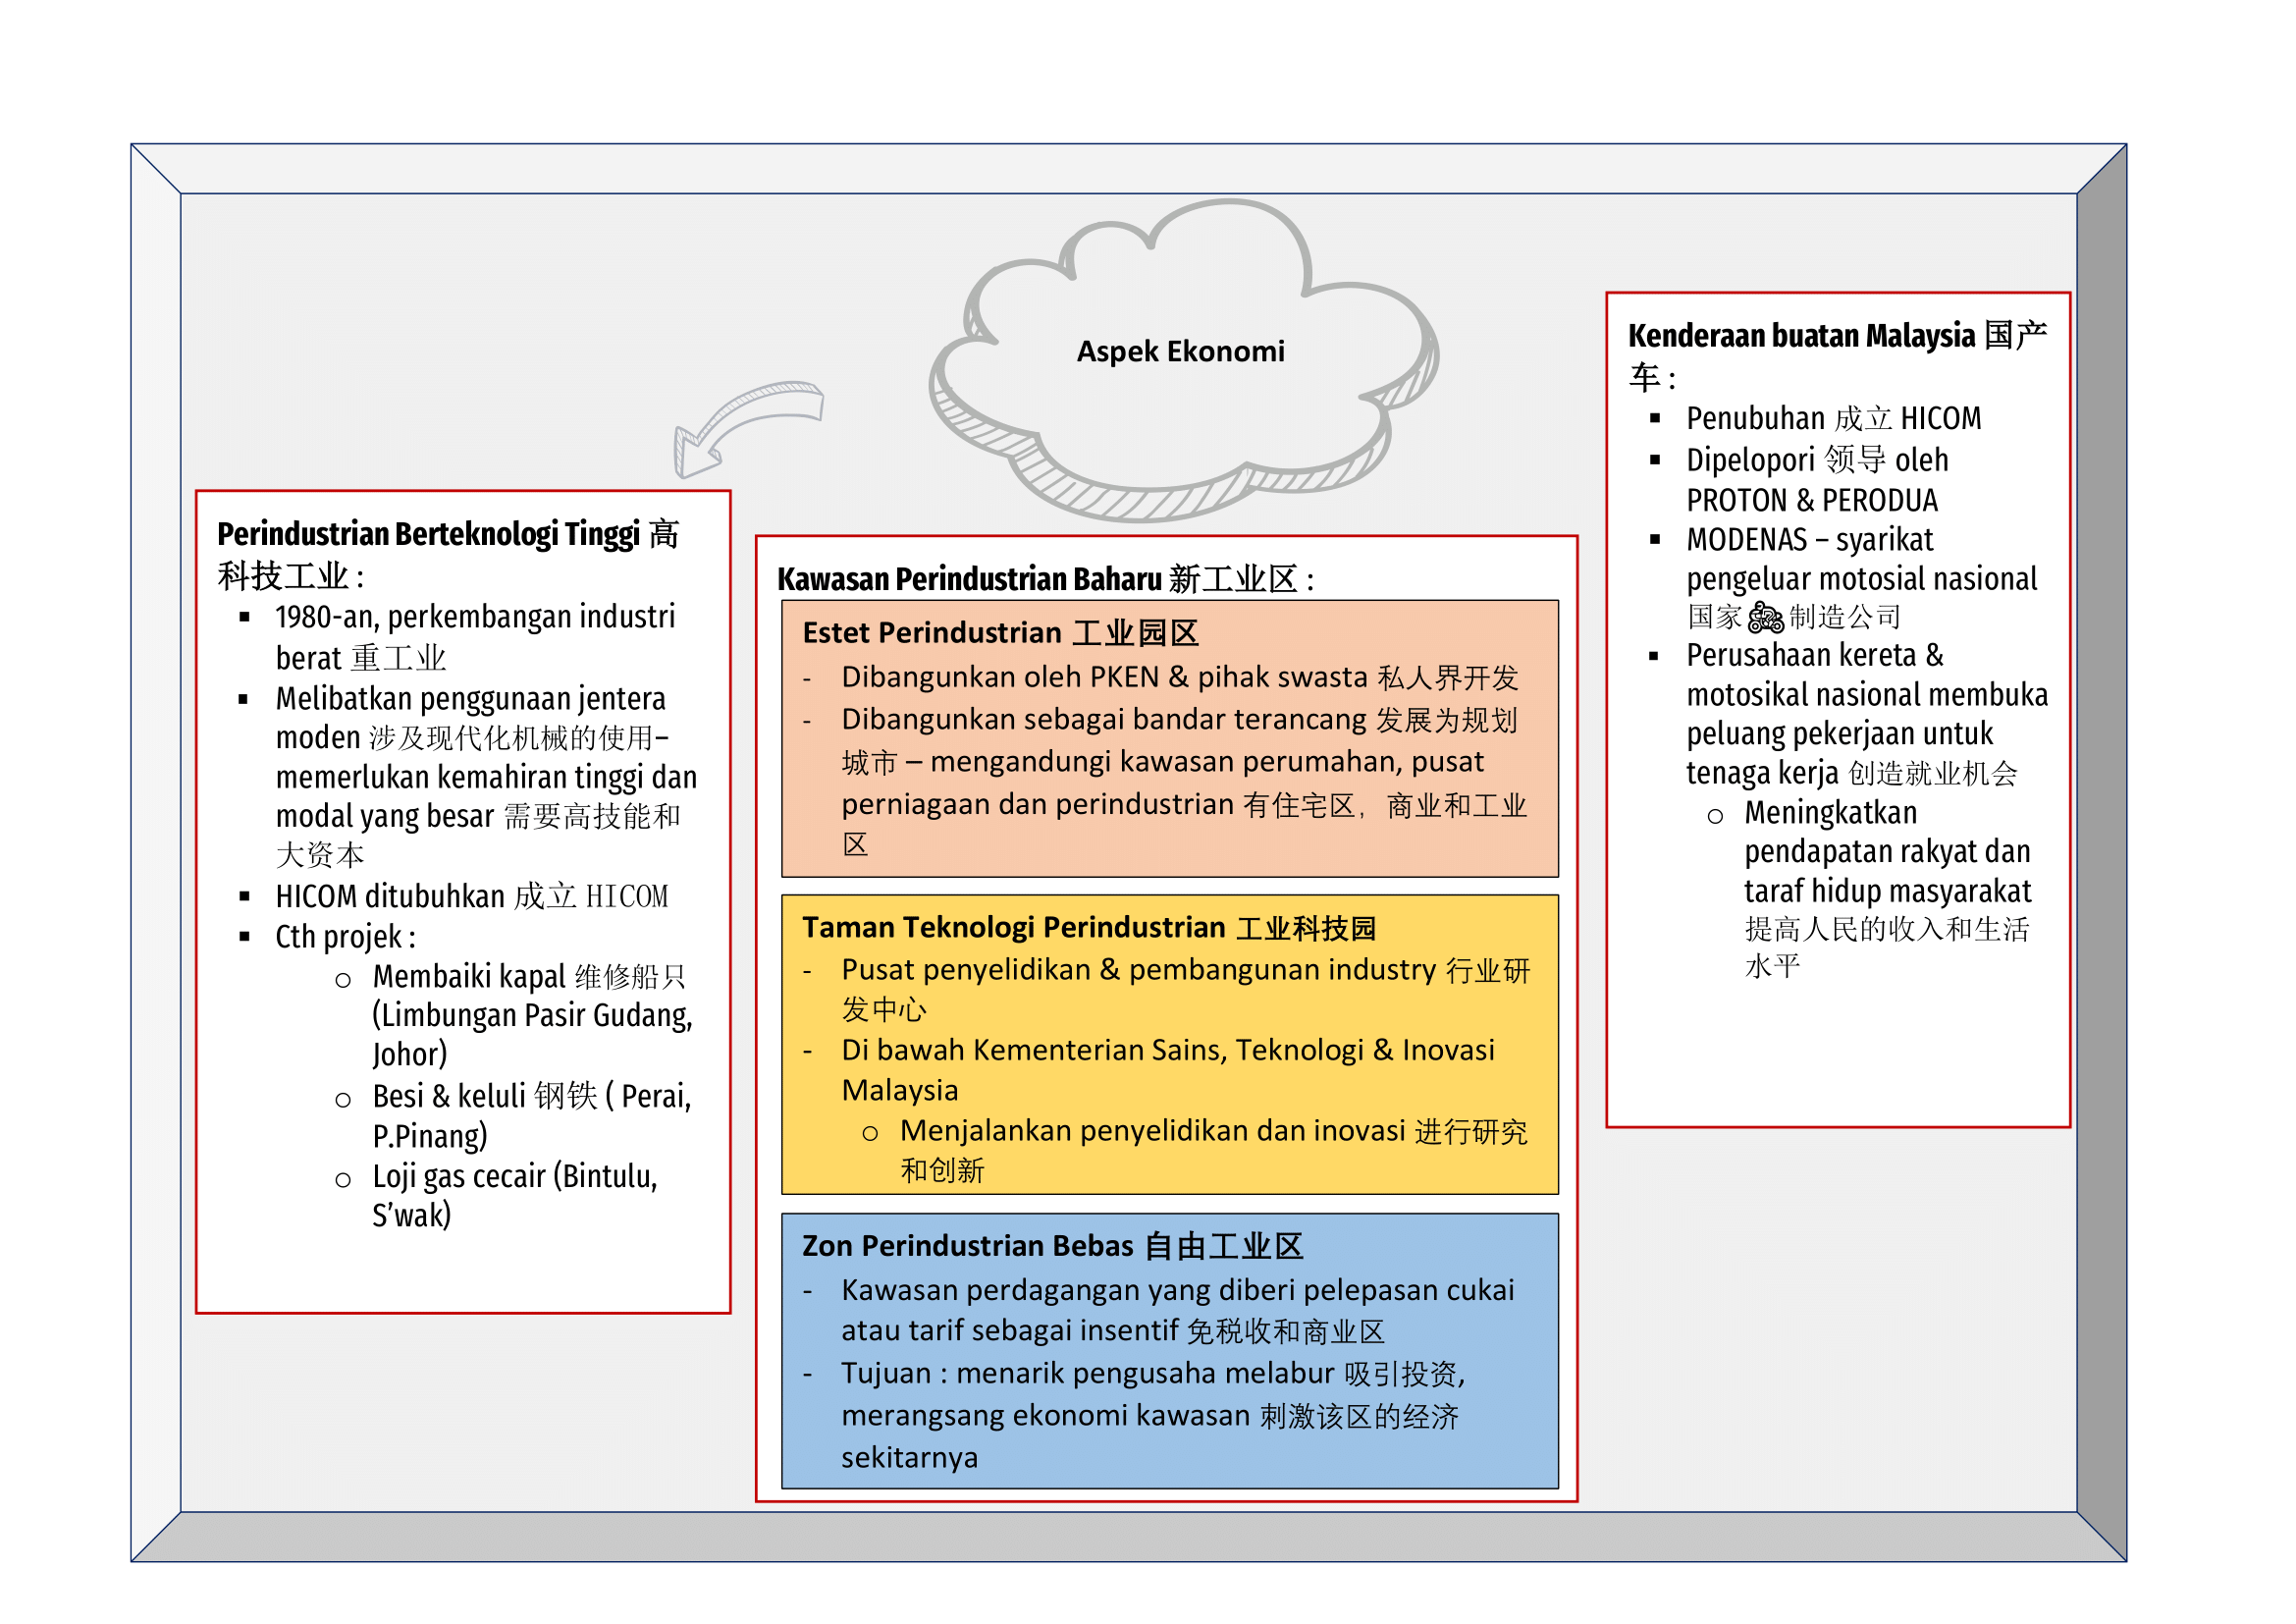 Aspek Ekonomi
Perindustrian Berteknologi Tinggi 高
科技工业 :
▪ 1980-an, perkembangan industri
berat 重工业
▪ Melibatkan penggunaan jentera
moden 涉及现代化机械的使用–
memerlukan kemahiran tinggi dan
modal yang besar 需要高技能和
大资本
▪ HICOM ditubuhkan 成立 HICOM
▪ Cth projek :
o Membaiki kapal 维修船只
(Limbungan Pasir Gudang,
Johor)
o Besi & keluli 钢铁 ( Perai,
P.Pinang)
o Loji gas cecair (Bintulu,
S’wak)
Kawasan Perindustrian Baharu 新工业区 :
Estet Perindustrian 工业园区
- Dibangunkan oleh PKEN & pihak swasta 私人界开发
- Dibangunkan sebagai bandar terancang 发展为规划
城市 – mengandungi kawasan perumahan, pusat
perniagaan dan perindustrian 有住宅区，商业和工业
区
Taman Teknologi Perindustrian 工业科技园
- Pusat penyelidikan & pembangunan industry 行业研
发中心
- Di bawah Kementerian Sains, Teknologi & Inovasi
Malaysia
o Menjalankan penyelidikan dan inovasi 进行研究
和创新
Zon Perindustrian Bebas 自由工业区
- Kawasan perdagangan yang diberi pelepasan cukai
atau tarif sebagai insentif 免税收和商业区
- Tujuan : menarik pengusaha melabur 吸引投资,
merangsang ekonomi kawasan 刺激该区的经济
sekitarnya
Kenderaan buatan Malaysia 国产
车 :
▪ Penubuhan 成立 HICOM
▪ Dipelopori 领导 oleh
PROTON & PERODUA
▪ MODENAS – syarikat
pengeluar motosial nasional
国家🏍制造公司
▪ Perusahaan kereta &
motosikal nasional membuka
peluang pekerjaan untuk
tenaga kerja 创造就业机会
o Meningkatkan
pendapatan rakyat dan
taraf hidup masyarakat
提高人民的收入和生活
水平